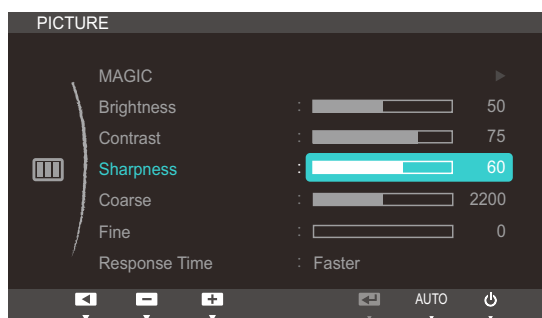 PICTURE
MAGIC
Brightness : 50
Contrast : 75
Sharpness : 60
Coarse : 2200
Fine : 0
Response Time : Faster
AUTO